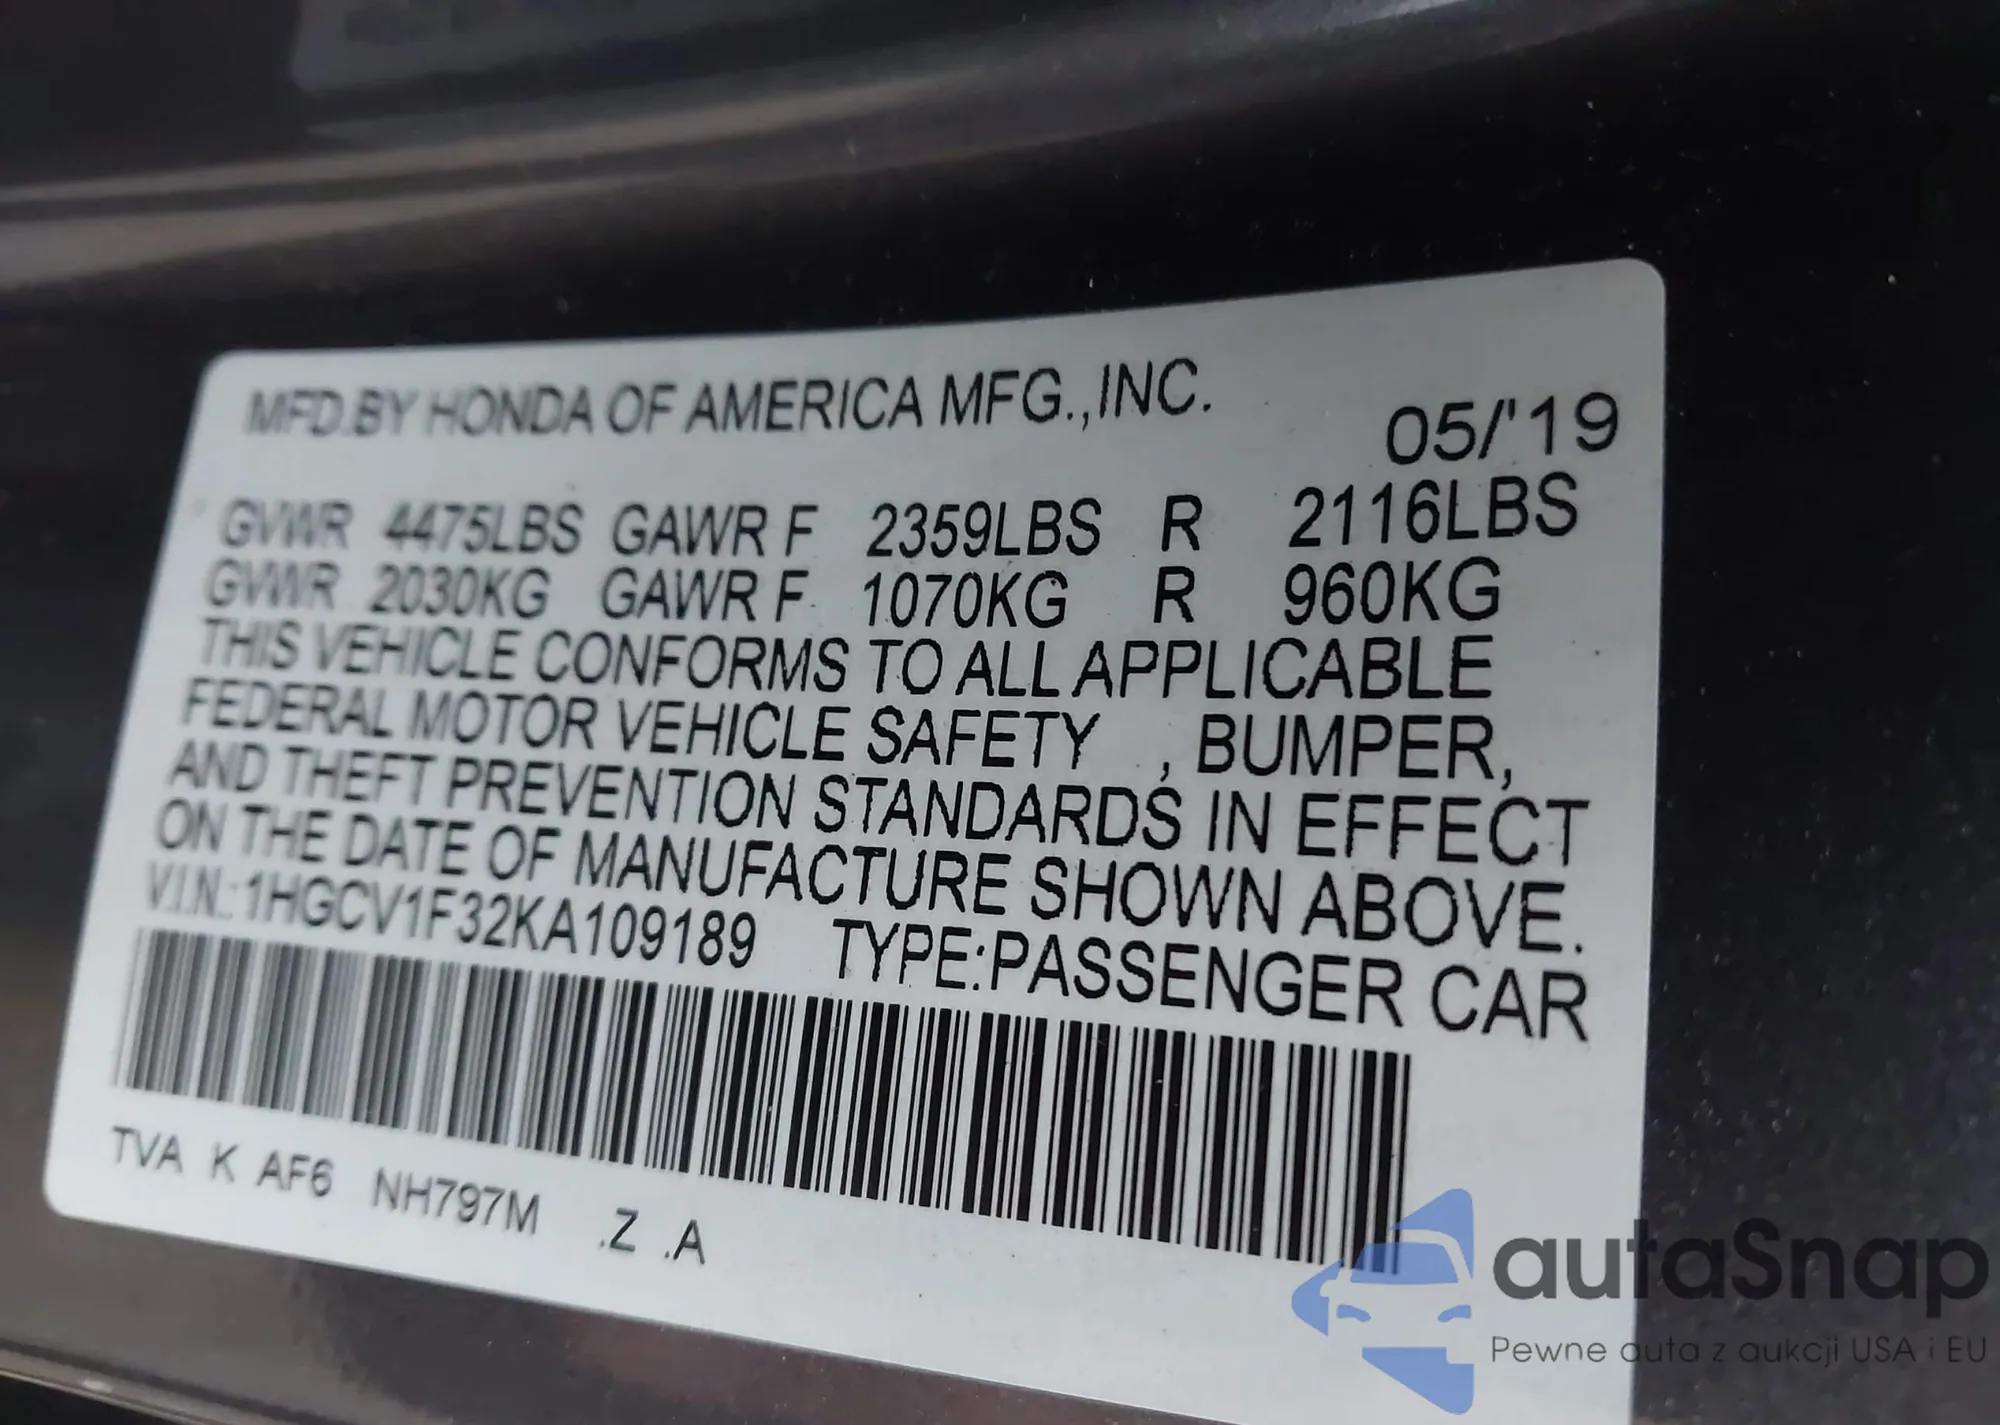 MFD.BY HONDA OF AMERICA MFG.,INC.
05/'19
GVWR 4475LBS GAWR F 2359LBS R 2116LBS
GVWR 2030KG GAWR F 1070KG R 960KG
THIS VEHICLE CONFORMS TO ALL APPLICABLE
FEDERAL MOTOR VEHICLE SAFETY , BUMPER,
AND THEFT PREVENTION STANDARDS IN EFFECT
ON THE DATE OF MANUFACTURE SHOWN ABOVE.
V.I.N.:1HGCV1F32KA109189 TYPE:PASSENGER CAR
TVA K AF6 NH797M .Z .A
autaSnap
Pewne auta z aukcji USA i EU